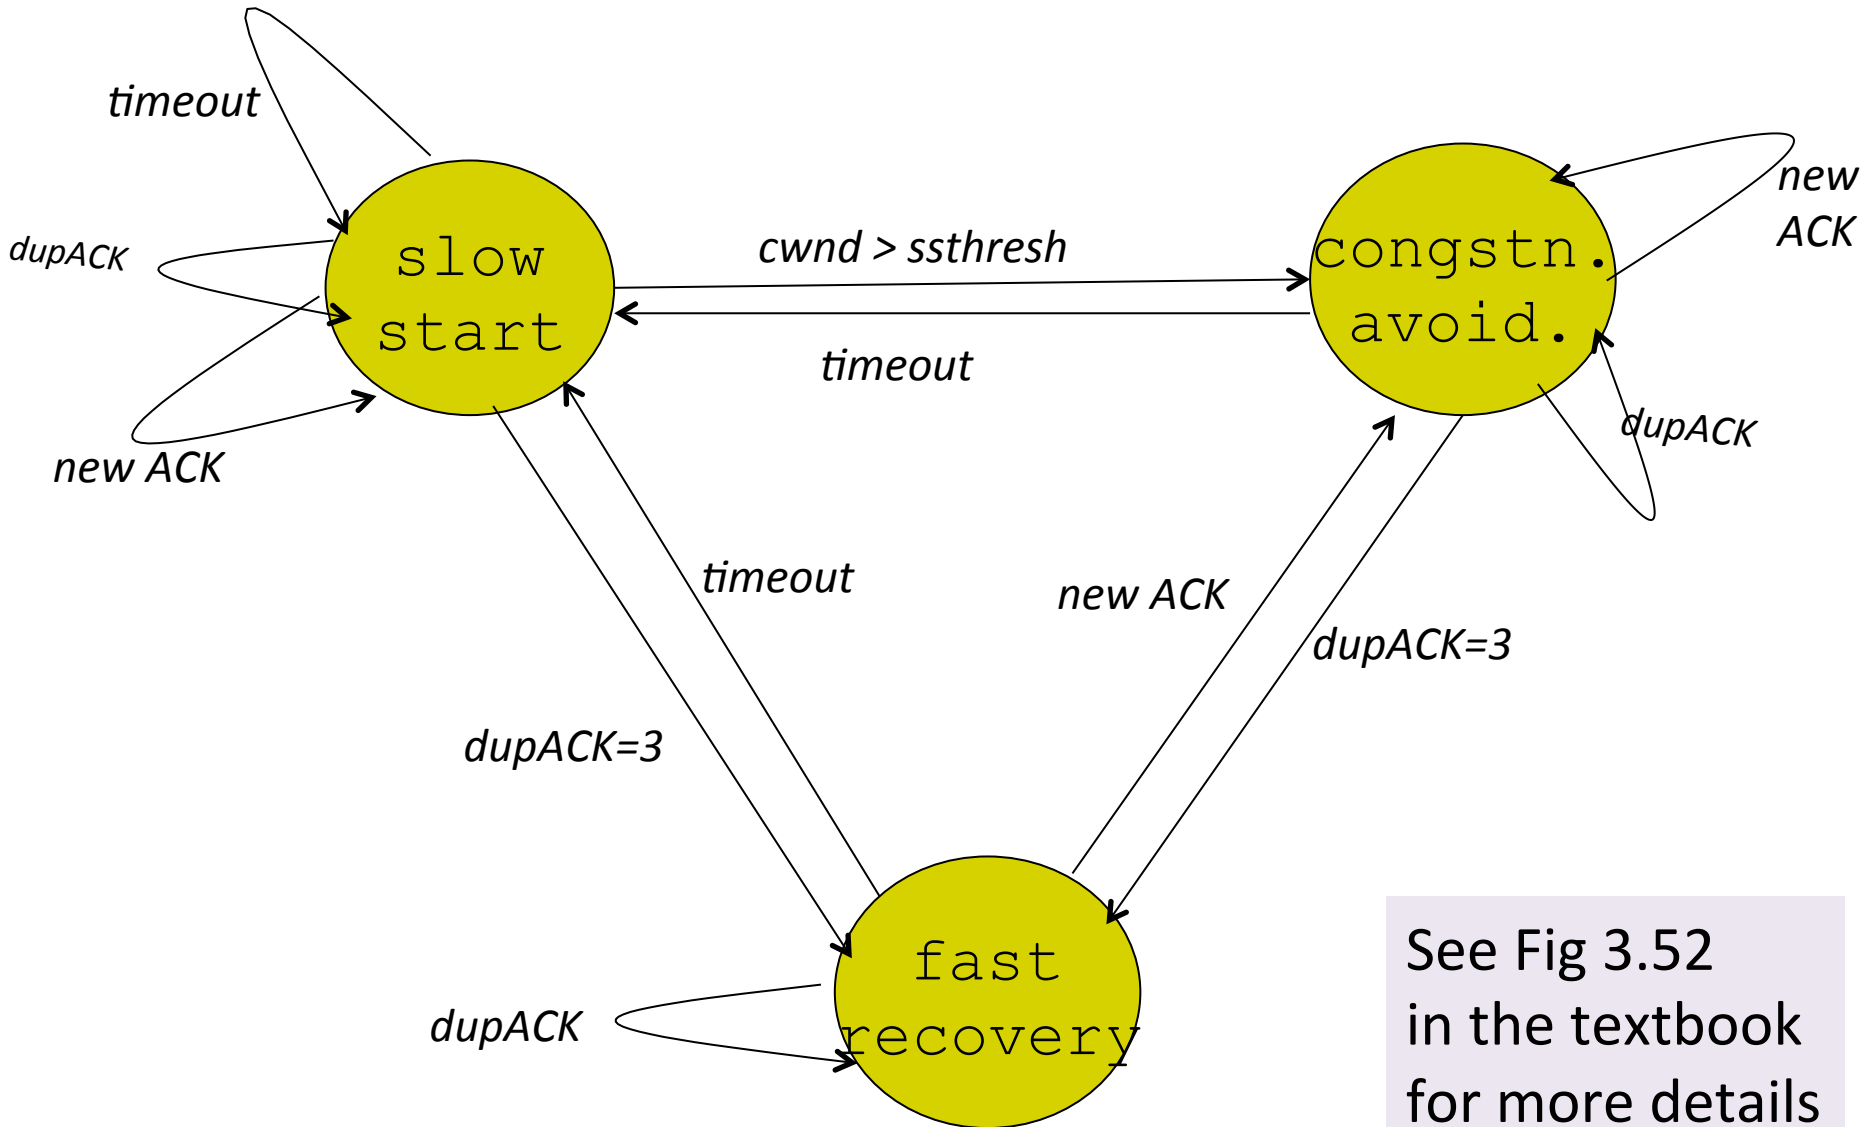 timeout
dupACK
slow
start
new ACK
cwnd > ssthresh
timeout
congstn.
avoid.
new
ACK
dupACK
timeout
dupACK=3
new ACK
dupACK=3
fast
recovery
dupACK
See Fig 3.52
in the textbook
for more details